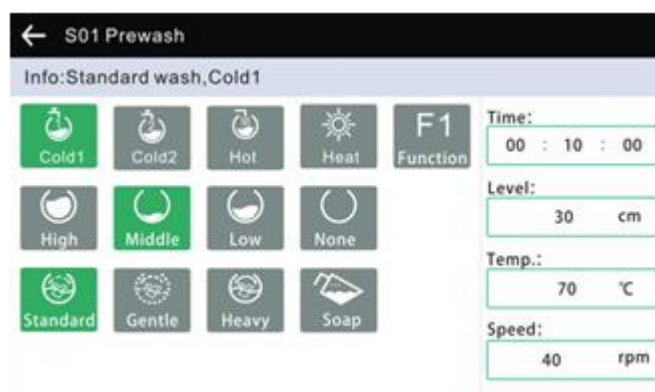 S01 Prewash
Info:Standard wash,Cold1
Cold1 Cold2 Hot Heat F1 Function
High Middle Low None
Standard Gentle Heavy Soap
Time:
00 : 10 : 00
Level:
30 cm
Temp.:
70 ℃
Speed:
40 rpm